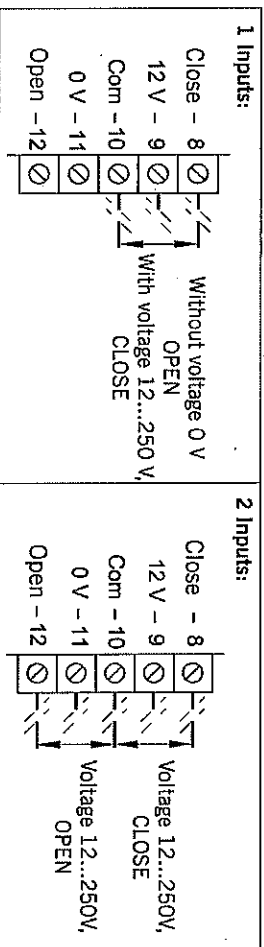 1 Inputs:
Close - 8
12 V - 9
Com - 10
0 V - 11
Open - 12
Without voltage 0 V
OPEN
With voltage 12...250 V,
CLOSE
2 Inputs:
Close - 8
12 V - 9
Com - 10
0 V - 11
Open - 12
Voltage 12...250V,
CLOSE
Voltage 12...250V,
OPEN